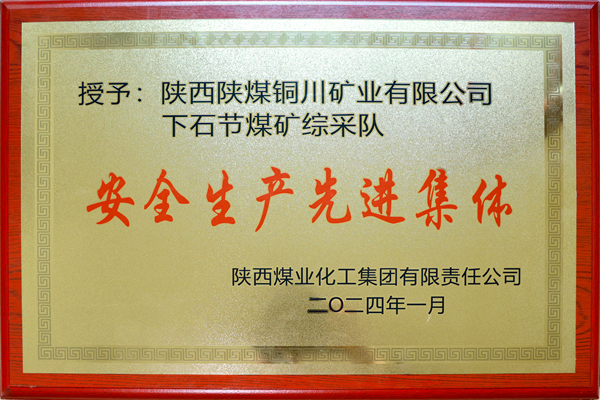 授予：陕西陕煤铜川矿业有限公司
下石节煤矿综采队
安全生产先进集体
陕西煤业化工集团有限责任公司
二〇二四年一月